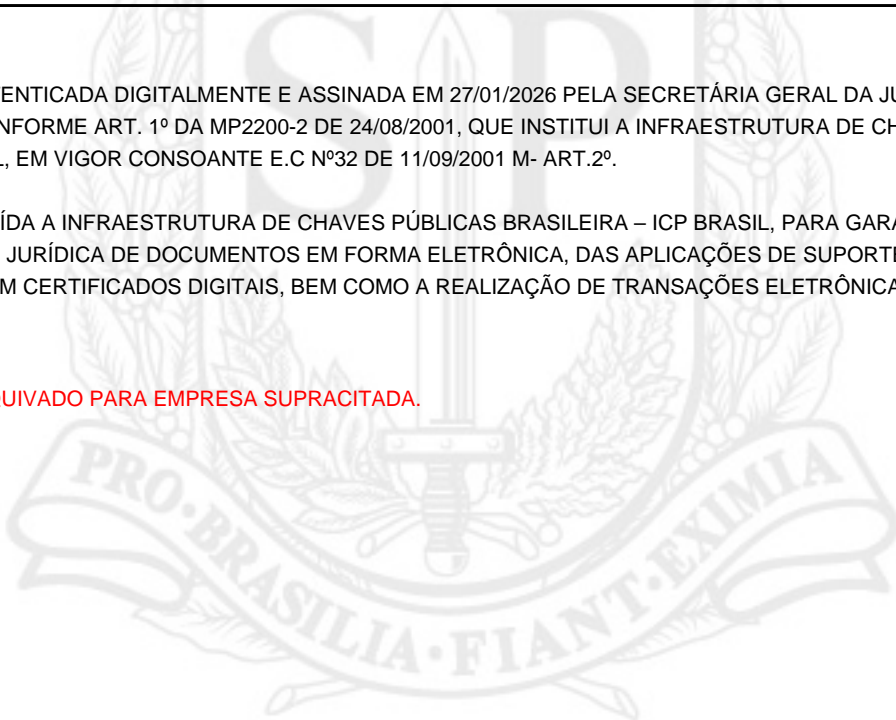 ENTICADA DIGITALMENTE E ASSINADA EM 27/01/2026 PELA SECRETÁRIA GERAL DA JU
NFORME ART. 1º DA MP2200-2 DE 24/08/2001, QUE INSTITUI A INFRAESTRUTURA DE CH
L, EM VIGOR CONSOANTE E.C Nº32 DE 11/09/2001 M- ART.2º.
ÍDA A INFRAESTRUTURA DE CHAVES PÚBLICAS BRASILEIRA – ICP BRASIL, PARA GARA
JURÍDICA DE DOCUMENTOS EM FORMA ELETRÔNICA, DAS APLICAÇÕES DE SUPORTE
M CERTIFICADOS DIGITAIS, BEM COMO A REALIZAÇÃO DE TRANSAÇÕES ELETRÔNICA
QUIVADO PARA EMPRESA SUPRACITADA.
SP
PRO·BRASILIA·FIANT·EXIMIA